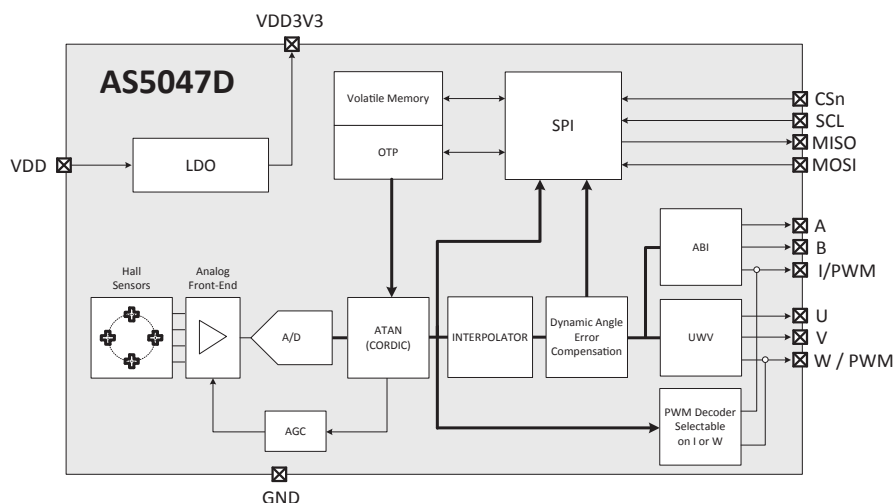 VDD3V3
AS5047D
Volatile Memory
OTP
SPI
CSn
SCL
MISO
MOSI
VDD
LDO
A
B
I/PWM
ABI
Hall
Sensors
Analog
Front-End
A/D
ATAN
(CORDIC)
INTERPOLATOR
Dynamic Angle
Error
Compensation
UWV
U
V
W / PWM
AGC
PWM Decoder
Selectable
on I or W
GND